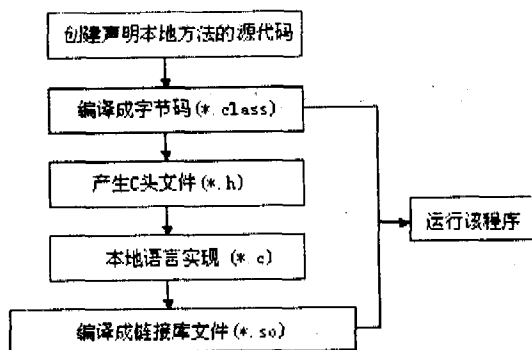 创建声明本地方法的源代码
编译成字节码(*.class)
产生C头文件(*.h)
运行该程序
本地语言实现 (*.c)
编译成链接库文件(*.so)